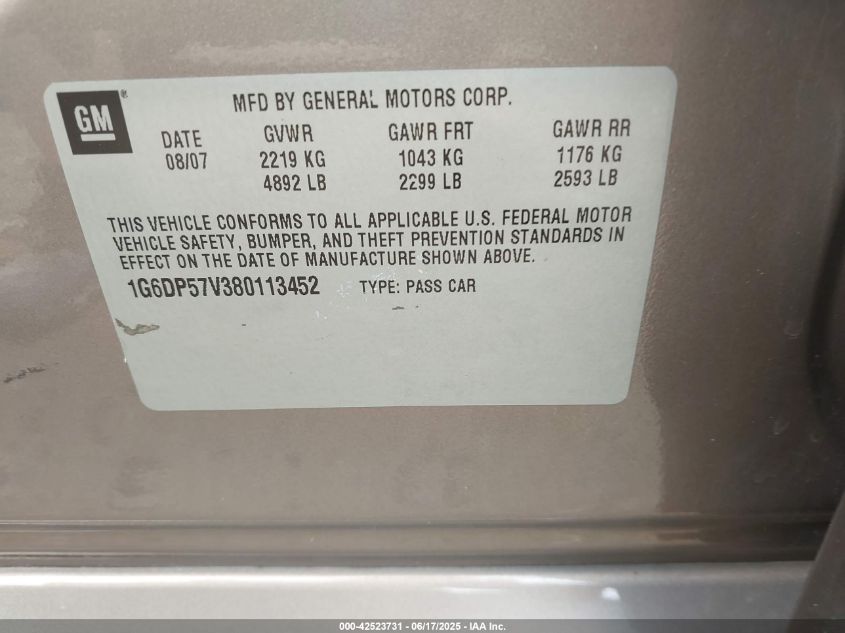 GM®
MFD BY GENERAL MOTORS CORP.
DATE GVWR GAWR FRT GAWR RR
08/07 2219 KG 1043 KG 1176 KG
4892 LB 2299 LB 2593 LB
THIS VEHICLE CONFORMS TO ALL APPLICABLE U.S. FEDERAL MOTOR
VEHICLE SAFETY, BUMPER, AND THEFT PREVENTION STANDARDS IN
EFFECT ON THE DATE OF MANUFACTURE SHOWN ABOVE.
1G6DP57V380113452 TYPE: PASS CAR
000-42523731 - 06/17/2025 - IAA Inc.